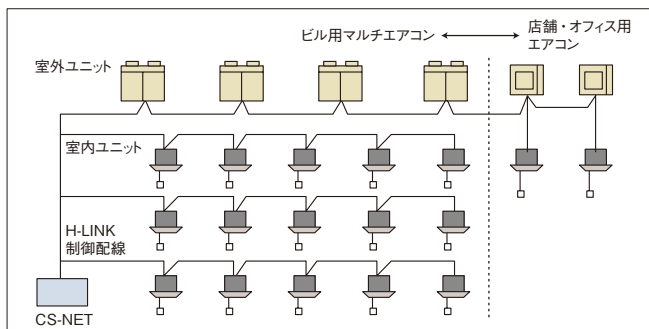 ビル用マルチエアコン
店舗・オフィス用
エアコン
室外ユニット
室内ユニット
H-LINK
制御配線
CS-NET